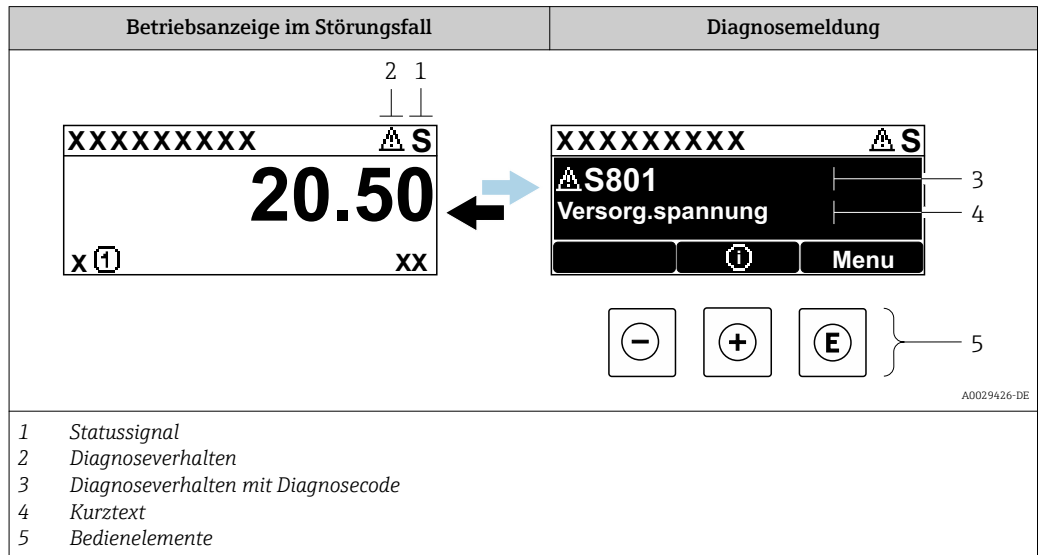 Betriebsanzeige im Störungsfall
Diagnosemeldung
2 1
XXXXXXXXX S
20.50
x 1 xx
XXXXXXXXX S
S801
Versorg.spannung
i Menu
3
4
- + E
5
A0029426-DE
1 Statussignal
2 Diagnoseverhalten
3 Diagnoseverhalten mit Diagnosecode
4 Kurztext
5 Bedienelemente